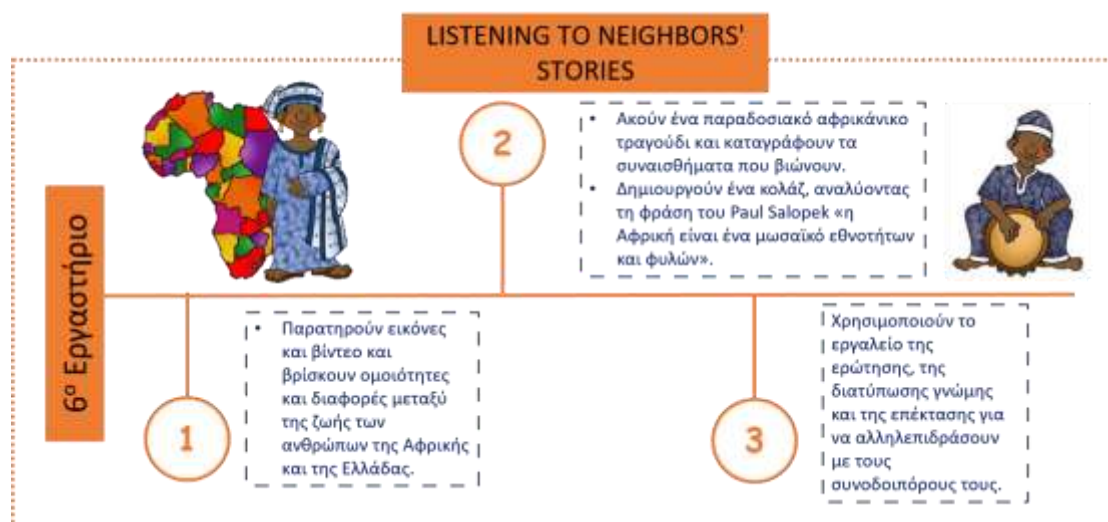 LISTENING TO NEIGHBORS'
STORIES
6ο Εργαστήριο
1
• Παρατηρούν εικόνες
και βίντεο και
βρίσκουν ομοιότητες
και διαφορές μεταξύ
της ζωής των
ανθρώπων της Αφρικής
και της Ελλάδας.
2
• Ακούν ένα παραδοσιακό αφρικάνικο
τραγούδι και καταγράφουν τα
συναισθήματα που βιώνουν.
• Δημιουργούν ένα κολάζ, αναλύοντας
τη φράση του Paul Salopek «η
Αφρική είναι ένα μωσαϊκό εθνοτήτων
και φυλών».
3
Χρησιμοποιούν το
εργαλείο της
ερώτησης, της
διατύπωσης γνώμης
και της επέκτασης για
να αλληλεπιδράσουν
με τους
συνοδοιπόρους τους.